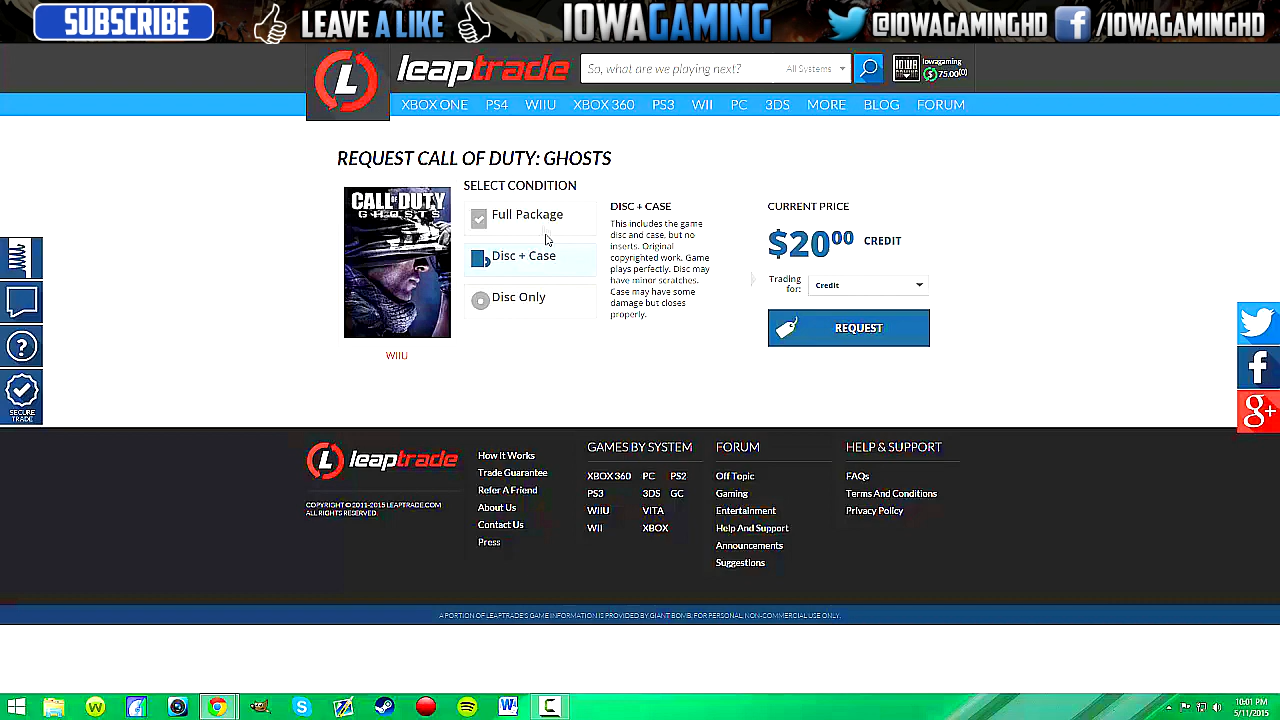 SUBSCRIBE
LEAVE A LIKE
IOWAGAMING
@IOWAGAMINGHD
/IOWAGAMINGHD
L
leaptrade
So, what are we playing next?
All Systems
IOWA
Iowagaming
75.00(0)
XBOX ONE PS4 WIIU XBOX 360 PS3 WII PC 3DS MORE BLOG FORUM
REQUEST CALL OF DUTY: GHOSTS
CALL OF DUTY
GHOSTS
WIIU
SELECT CONDITION
Full Package
Disc + Case
Disc Only
DISC + CASE
This includes the game
disc and case, but no
inserts. Original
copyrighted work. Game
plays perfectly. Disc may
have minor scratches.
Case may have some
damage but closes
properly.
CURRENT PRICE
$2000 CREDIT
Trading
for:
Credit
REQUEST
SECURE
TRADE
leaptrade
COPYRIGHT © 2011-2015 LEAPTRADE.COM
ALL RIGHTS RESERVED
How It Works
Trade Guarantee
Refer A Friend
About Us
Contact Us
Press
GAMES BY SYSTEM
XBOX 360 PC PS2
PS3 3DS GC
WIIU VITA
WII XBOX
FORUM
Off Topic
Gaming
Entertainment
Help And Support
Announcements
Suggestions
HELP & SUPPORT
FAQs
Terms And Conditions
Privacy Policy
A PORTION OF LEAPTRADE'S GAME INFORMATION IS PROVIDED BY GIANT BOMB. FOR PERSONAL, NON-COMMERCIAL USE ONLY.
10:01 PM
5/11/2015